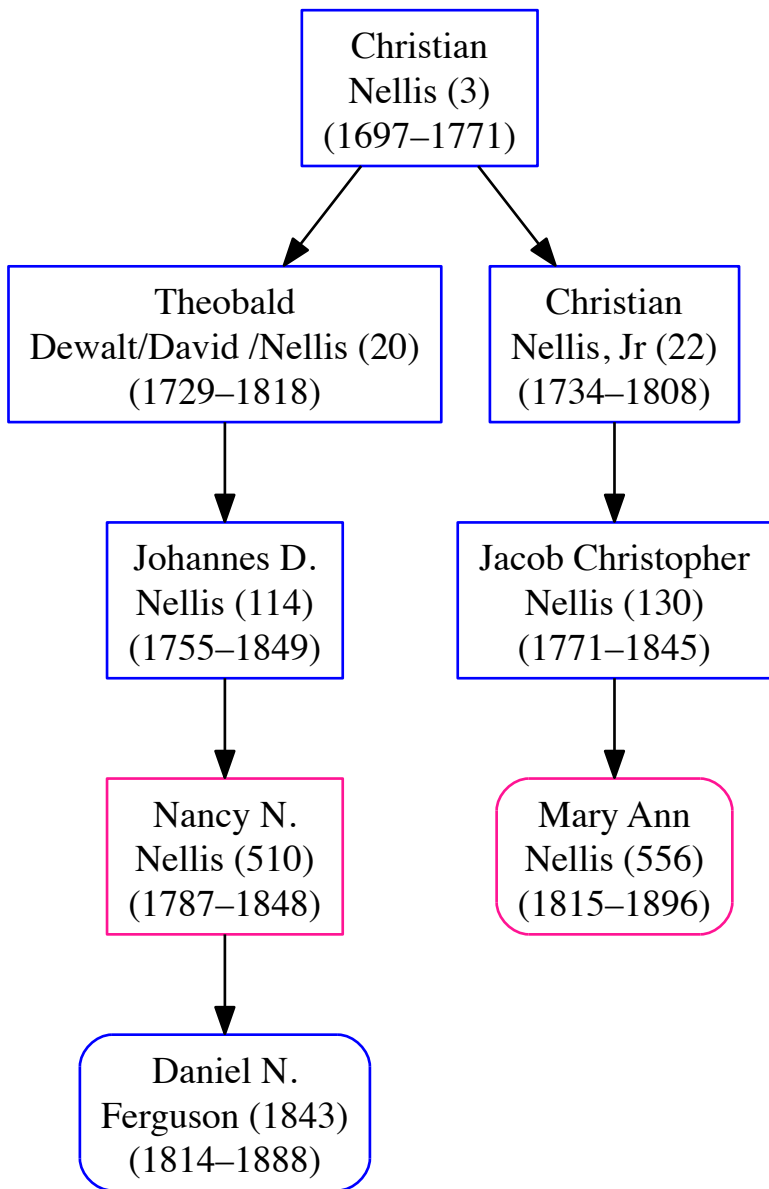 Christian
Nellis (3)
(1697–1771)
Theobald
Dewalt/David /Nellis (20)
(1729–1818)
Christian
Nellis, Jr (22)
(1734–1808)
Johannes D.
Nellis (114)
(1755–1849)
Jacob Christopher
Nellis (130)
(1771–1845)
Nancy N.
Nellis (510)
(1787–1848)
Mary Ann
Nellis (556)
(1815–1896)
Daniel N.
Ferguson (1843)
(1814–1888)